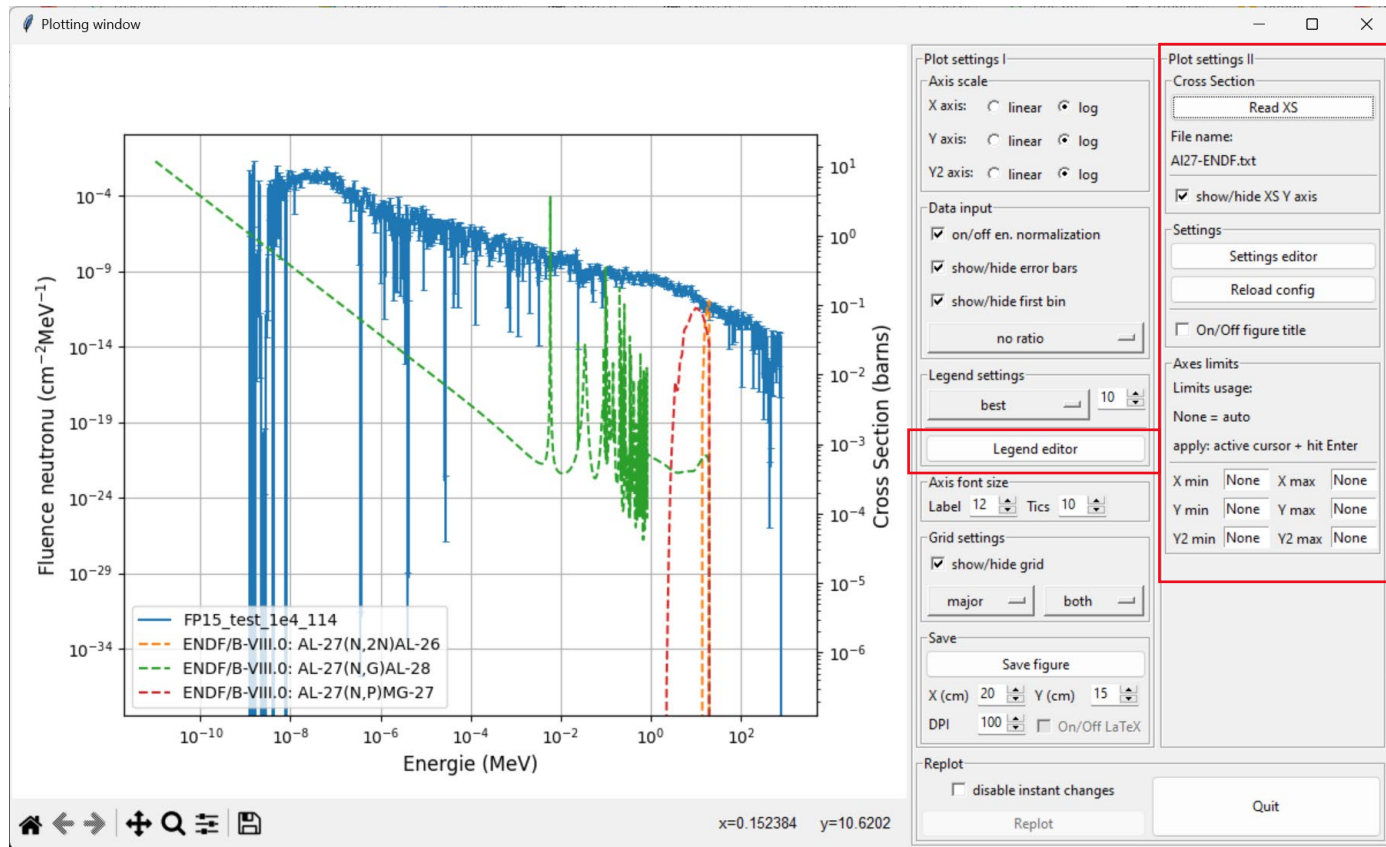 Plotting window
Fluence neutronu (cm⁻²MeV⁻¹)
10⁻⁴
10⁻⁹
10⁻¹⁴
10⁻¹⁹
10⁻²⁴
10⁻²⁹
10⁻³⁴
10⁻¹⁰ 10⁻⁸ 10⁻⁶ 10⁻⁴ 10⁻² 10⁰ 10²
Energie (MeV)
10¹
10⁰
10⁻¹
10⁻²
10⁻³
10⁻⁴
10⁻⁵
10⁻⁶
Cross Section (barns)
FP15_test_1e4_114
ENDF/B-VIII.0: AL-27(N,2N)AL-26
ENDF/B-VIII.0: AL-27(N,G)AL-28
ENDF/B-VIII.0: AL-27(N,P)MG-27
x=0.152384 y=10.6202
Plot settings I
Axis scale
X axis: linear log
Y axis: linear log
Y2 axis: linear log
Data input
on/off en. normalization
show/hide error bars
show/hide first bin
no ratio
Legend settings
best 10
Legend editor
Axis font size
Label 12 Tics 10
Grid settings
show/hide grid
major both
Save
Save figure
X (cm) 20 Y (cm) 15
DPI 100 On/Off LaTeX
Replot
disable instant changes
Replot
Quit
Plot settings II
Cross Section
Read XS
File name:
Al27-ENDF.txt
show/hide XS Y axis
Settings
Settings editor
Reload config
On/Off figure title
Axes limits
Limits usage:
None = auto
apply: active cursor + hit Enter
X min None X max None
Y min None Y max None
Y2 min None Y2 max None